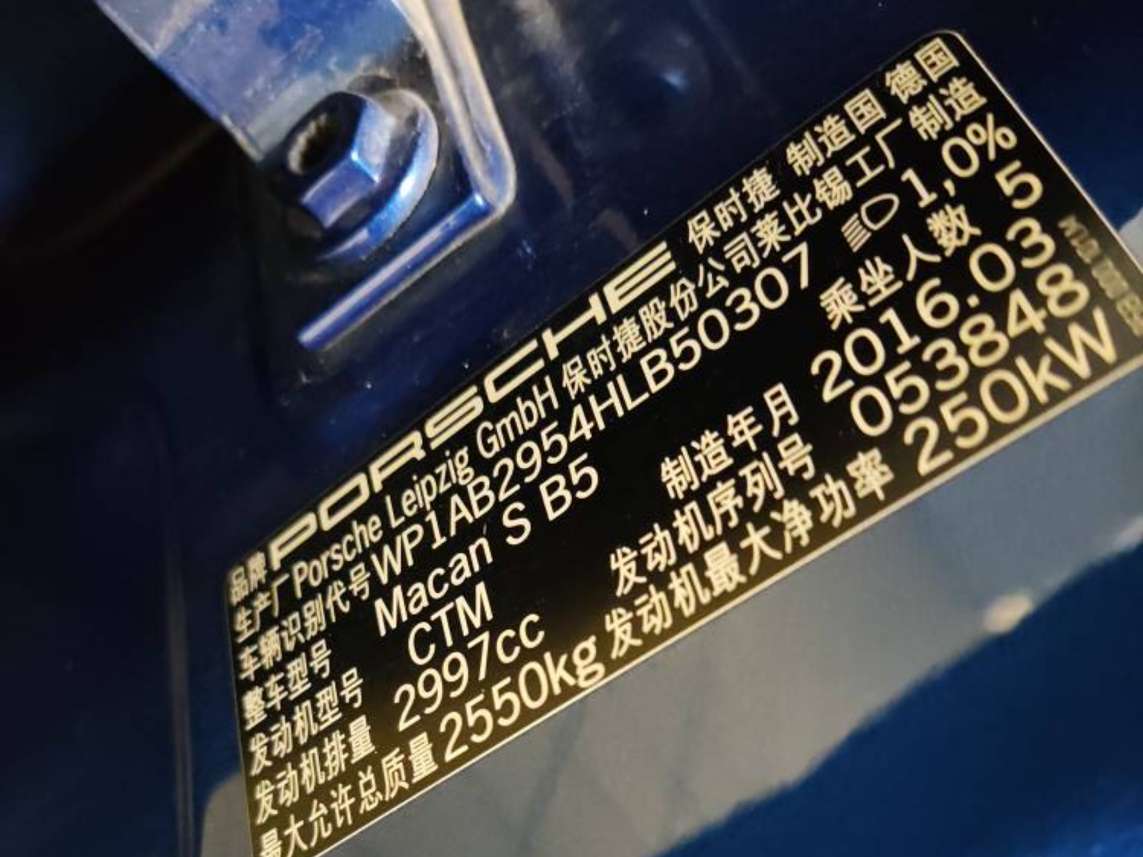 品牌 PORSCHE 保时捷 制造国 德国
生产厂 Porsche Leipzig GmbH 保时捷股份公司莱比锡工厂 制造
车辆识别代号 WP1AB2954HLB50307 1,0%
整车型号 Macan S B5 乘坐人数 5
发动机型号 CTM 制造年月 2016.03
发动机排量 2997cc 发动机序列号 053848
最大允许总质量 2550kg 发动机最大净功率 250kW